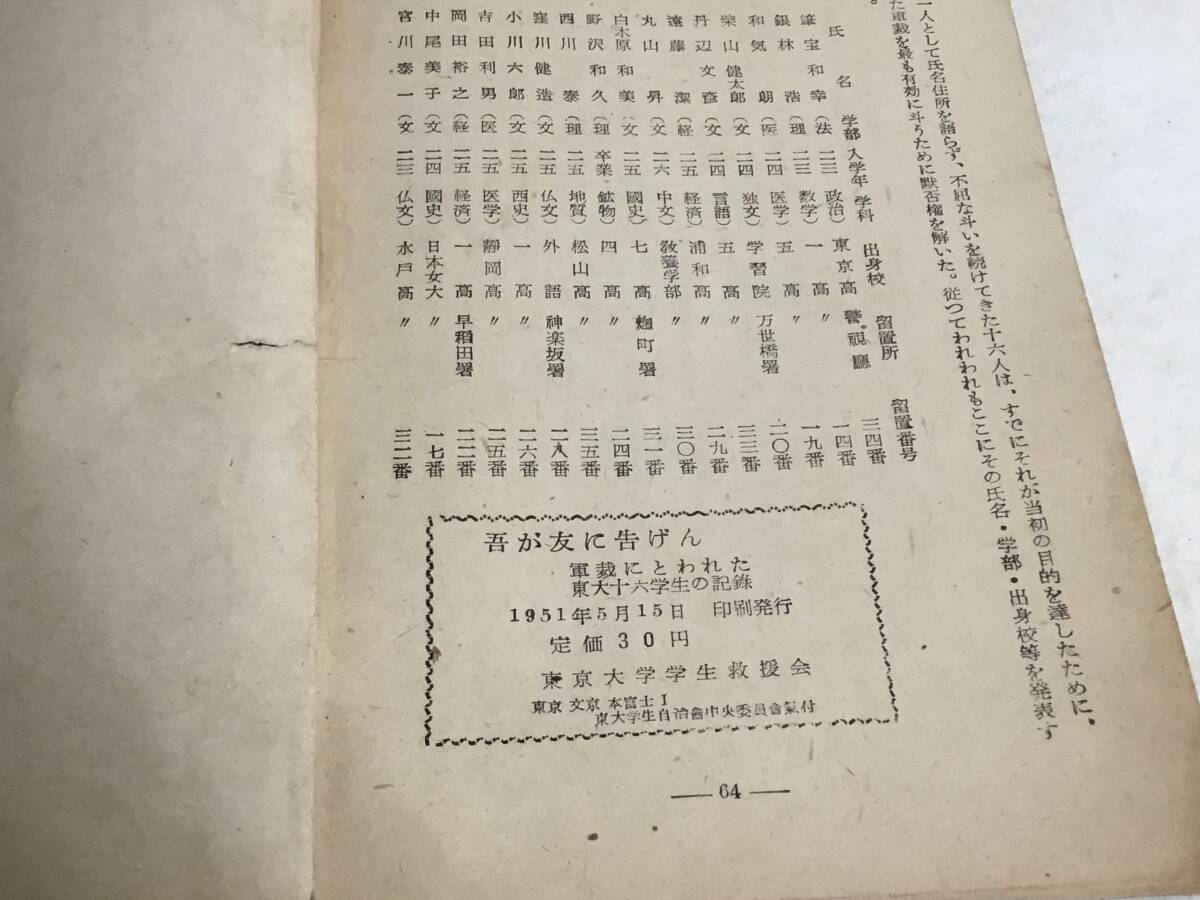 一人として氏名住所を語らず、不屈な斗いを続けてきた十六人は、すでにそれが当初の目的を達したために、
た軍裁を最も有効に斗うために黙否権を解いた。従つてわれわれもここにその氏名・学部・出身校等を発表す
。
氏名 学部 入学年 学科 出身校 留置所 留置番号
筆宝和幸(法 二三 政治) 東京高 警視廳 三四番
銀林浩(理 二三 数学) 一高 〃 一四番
和気朗(医 二四 医学) 五高 〃 一九番
柴山健太郎(文 二四 独文) 学習院 万世橋署 二〇番
丹辺文彦(文 二四 言語) 五高 〃 三三番
遠藤潔(経 二五 経済) 浦和高 〃 二九番
丸山昇(文 二六 中文) 教養学部 〃 三〇番
白木原和美(文 二五 國史) 七高 麹町署 三一番
野沢和久(理 卒業 鉱物) 四高 〃 二四番
西川泰(理 二五 地質) 松山高 〃 三五番
窪川健造(文 二五 仏文) 外語 神楽坂署 二八番
小川六郎(文 二五 西史) 一高 〃 二六番
吉田利男(医 二五 医学) 静岡高 〃 二五番
岡田裕之(経 二五 経済) 一高 早稲田署 二二番
中尾美子(文 二四 國史) 日本女大 〃 一七番
宮川泰一(文 二三 仏文) 水戸高 〃 三二番
吾が友に告げん
軍裁にとわれた
東大十六学生の記録
1951年5月15日 印刷発行
定価30円
東京大学学生救援会
東京 文京 本富士1
東大学生自治會中央委員會氣付
— 64 —